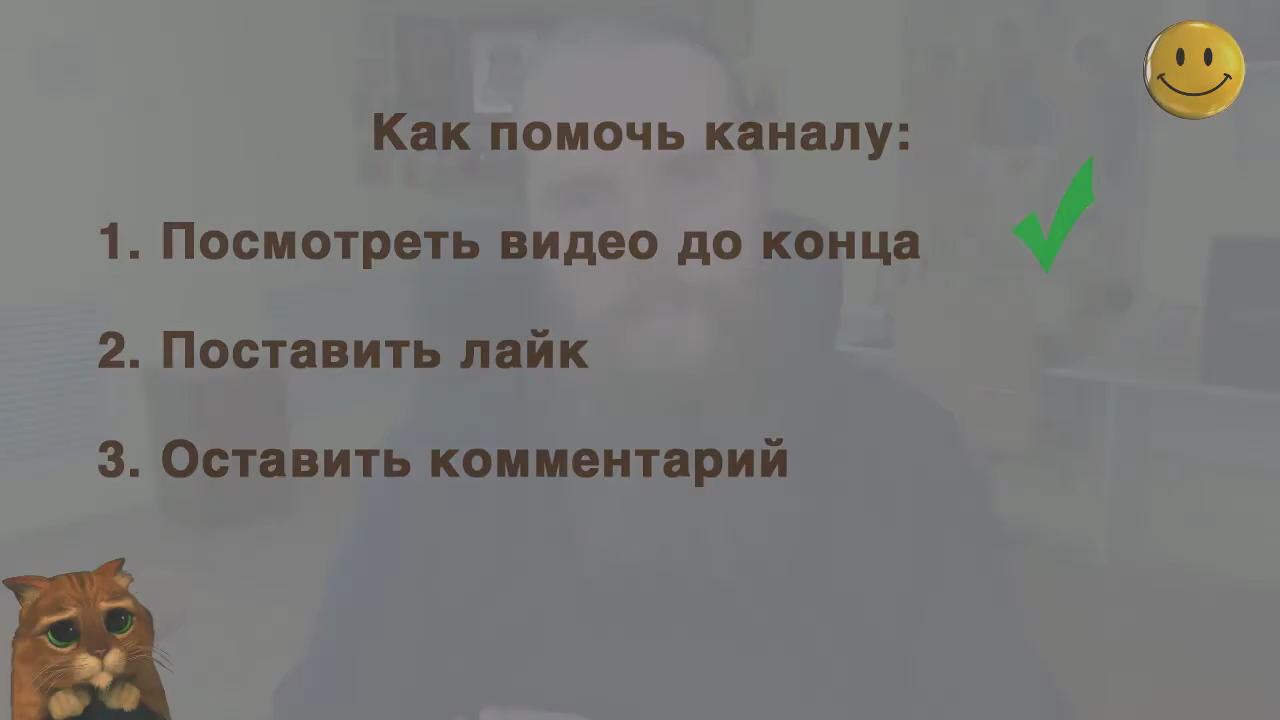 Как помочь каналу:
1. Посмотреть видео до конца
2. Поставить лайк
3. Оставить комментарий